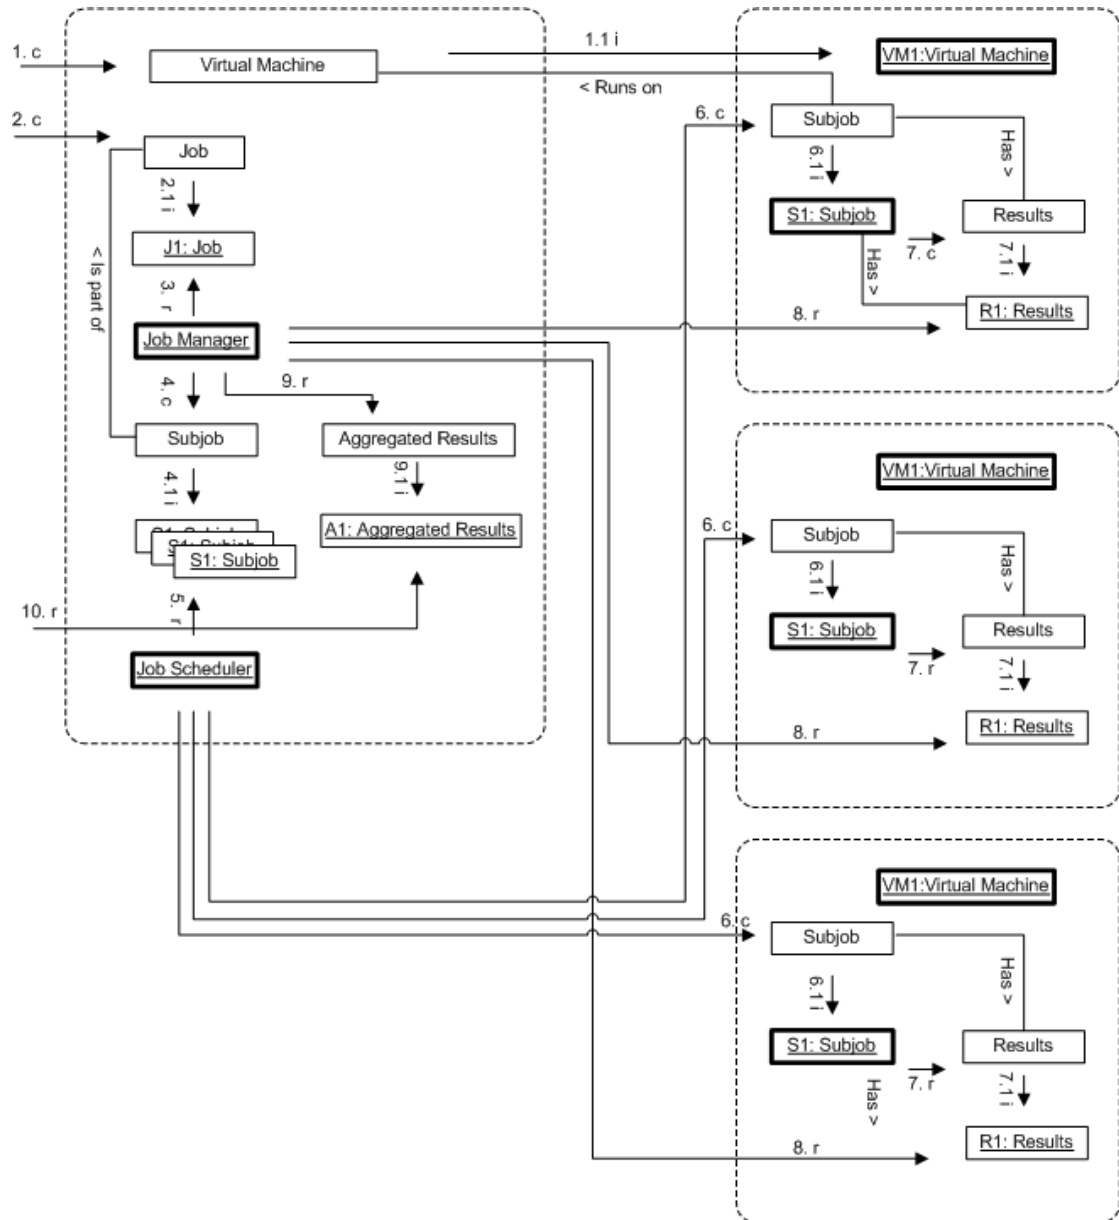 1. c
Virtual Machine
1.1 i
< Runs on
2. c
Job
2.1 i
J1: Job
< Is part of
3. r
Job Manager
4. c
9. r
Subjob
Aggregated Results
4.1 i
9.1 i
S1: Subjob
S1: Subjob
S1: Subjob
A1: Aggregated Results
5. r
10. r
Job Scheduler
VM1:Virtual Machine
6. c
Subjob
6.1 i
Has >
S1: Subjob
Results
7. c
7.1 i
Has >
R1: Results
8. r
VM1:Virtual Machine
6. c
Subjob
6.1 i
Has >
S1: Subjob
Results
7. r
7.1 i
R1: Results
8. r
VM1:Virtual Machine
6. c
Subjob
6.1 i
Has >
S1: Subjob
Results
7. r
7.1 i
Has >
R1: Results
8. r